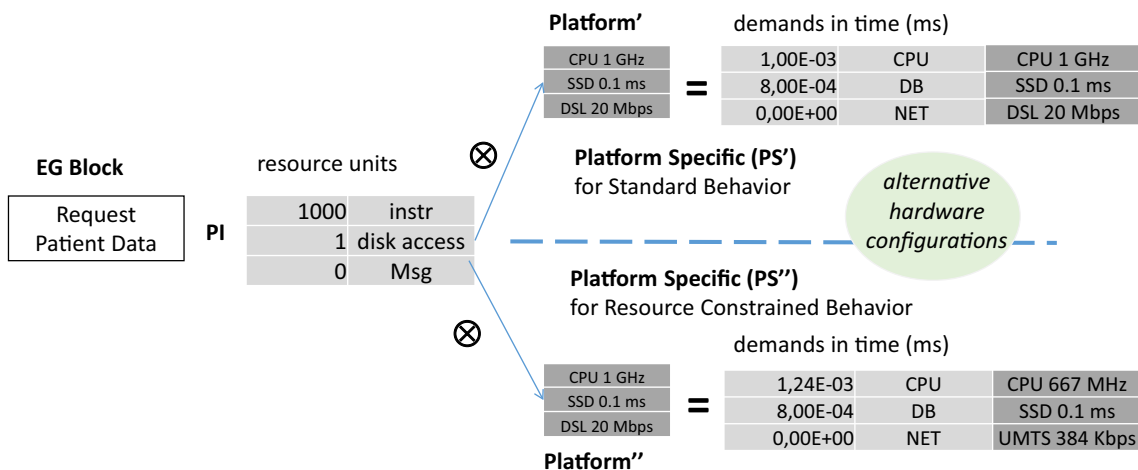 Platform'
demands in time (ms)
CPU 1 GHz
SSD 0.1 ms
DSL 20 Mbps
=
1,00E-03 CPU CPU 1 GHz
8,00E-04 DB SSD 0.1 ms
0,00E+00 NET DSL 20 Mbps
EG Block
Request
Patient Data
PI
resource units
1000 instr
1 disk access
0 Msg
⊗
⊗
Platform Specific (PS')
for Standard Behavior
alternative
hardware
configurations
Platform Specific (PS'')
for Resource Constrained Behavior
demands in time (ms)
CPU 1 GHz
SSD 0.1 ms
DSL 20 Mbps
=
1,24E-03 CPU CPU 667 MHz
8,00E-04 DB SSD 0.1 ms
0,00E+00 NET UMTS 384 Kbps
Platform''